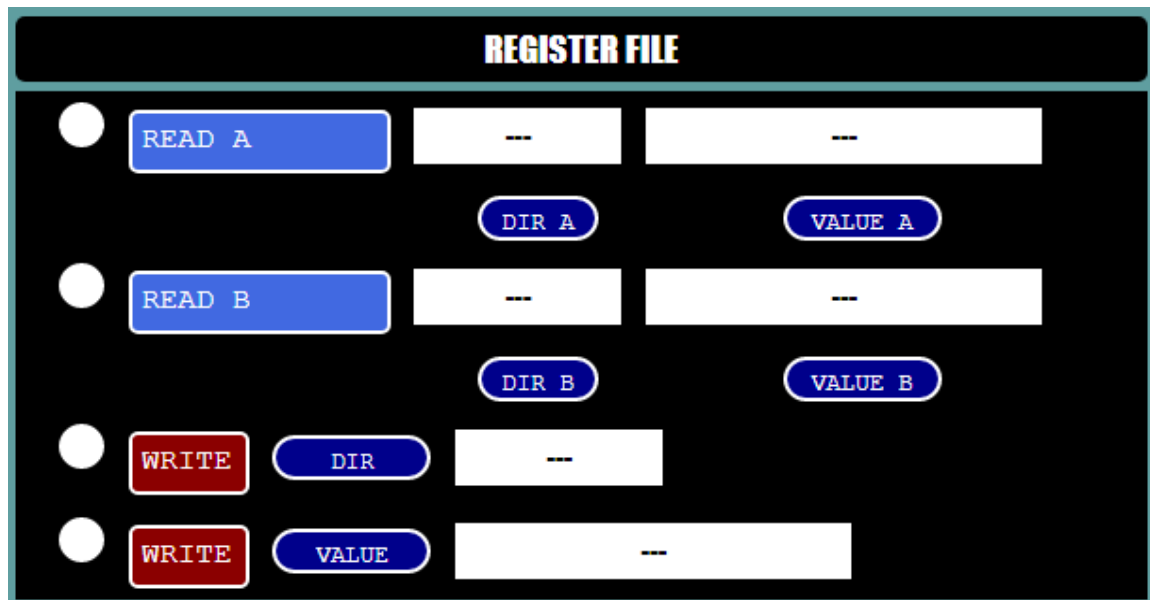 REGISTER FILE
READ A --- ---
DIR A VALUE A
READ B --- ---
DIR B VALUE B
WRITE DIR ---
WRITE VALUE ---